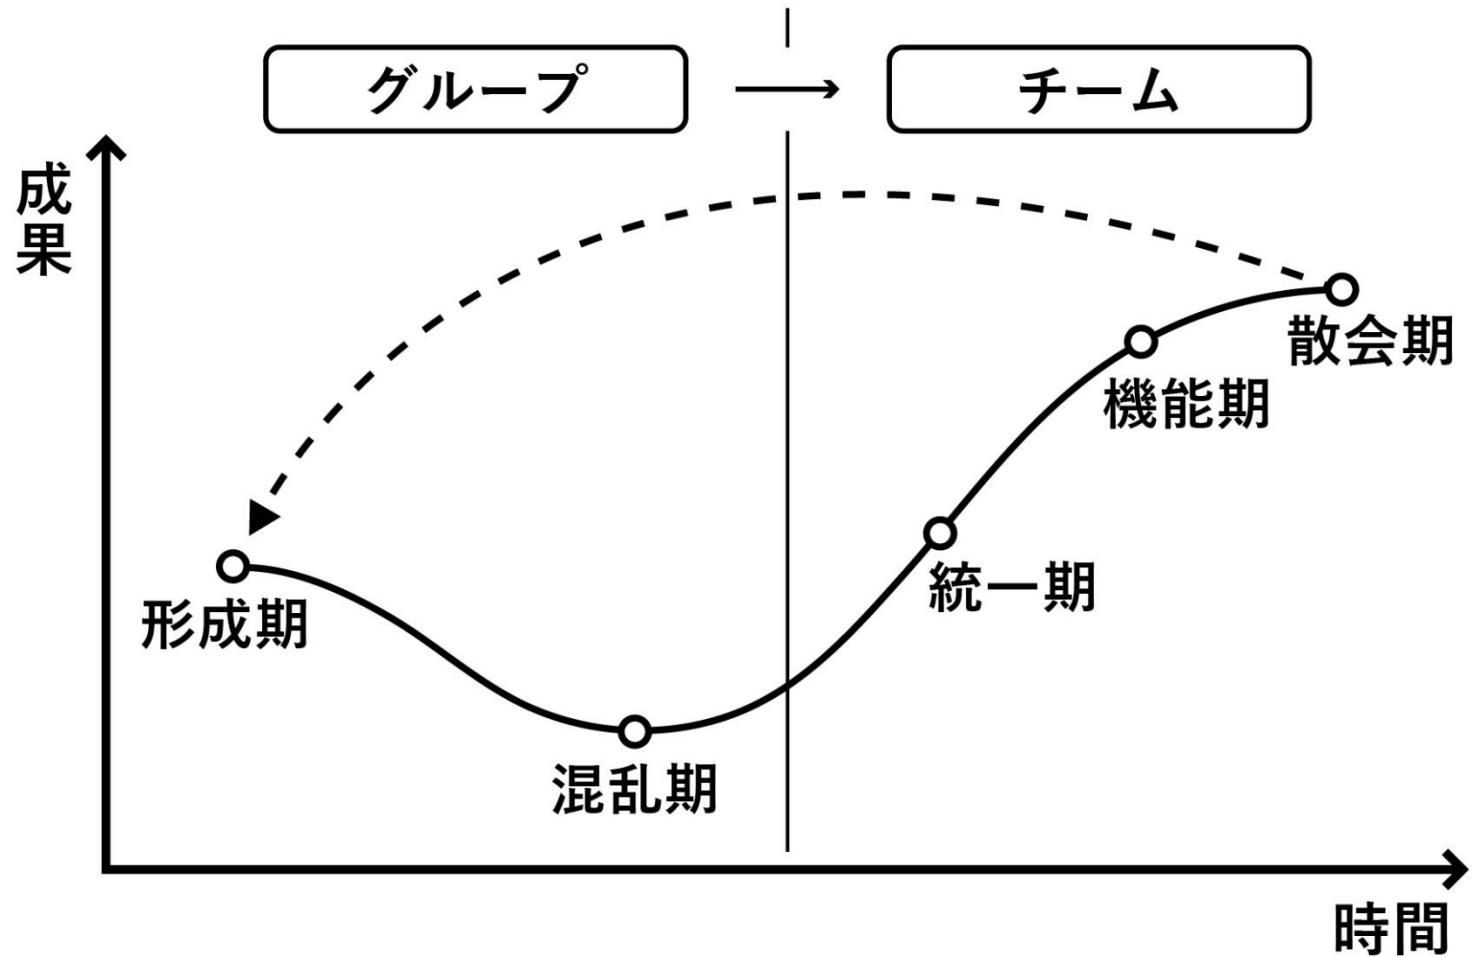 グループ
チーム
成果
形成期
混乱期
統一期
機能期
散会期
時間